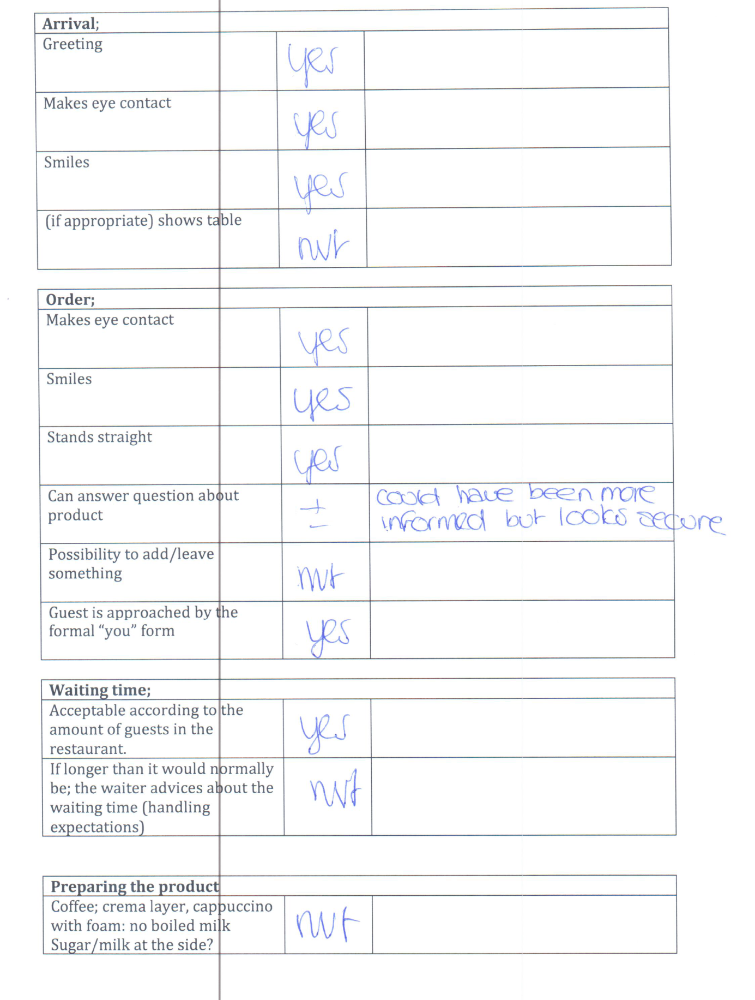 Arrival;
Greeting yes
Makes eye contact yes
Smiles yes
(if appropriate) shows table nvt
Order;
Makes eye contact yes
Smiles yes
Stands straight yes
Can answer question about
product ± could have been more
informed but looks secure
Possibility to add/leave
something nvt
Guest is approached by the
formal “you” form yes
Waiting time;
Acceptable according to the
amount of guests in the
restaurant. yes
If longer than it would normally
be; the waiter advices about the
waiting time (handling
expectations) nvt
Preparing the product
Coffee; crema layer, cappuccino
with foam: no boiled milk
Sugar/milk at the side? nvt